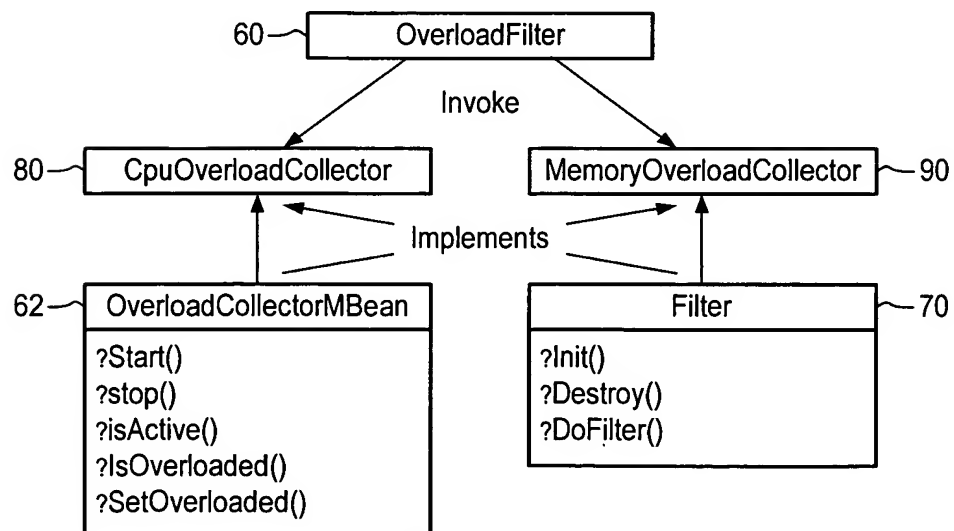 60 OverloadFilter
Invoke
80 CpuOverloadCollector MemoryOverloadCollector 90
Implements
62 OverloadCollectorMBean
?Start()
?stop()
?isActive()
?IsOverloaded()
?SetOverloaded()
Filter 70
?Init()
?Destroy()
?DoFilter()